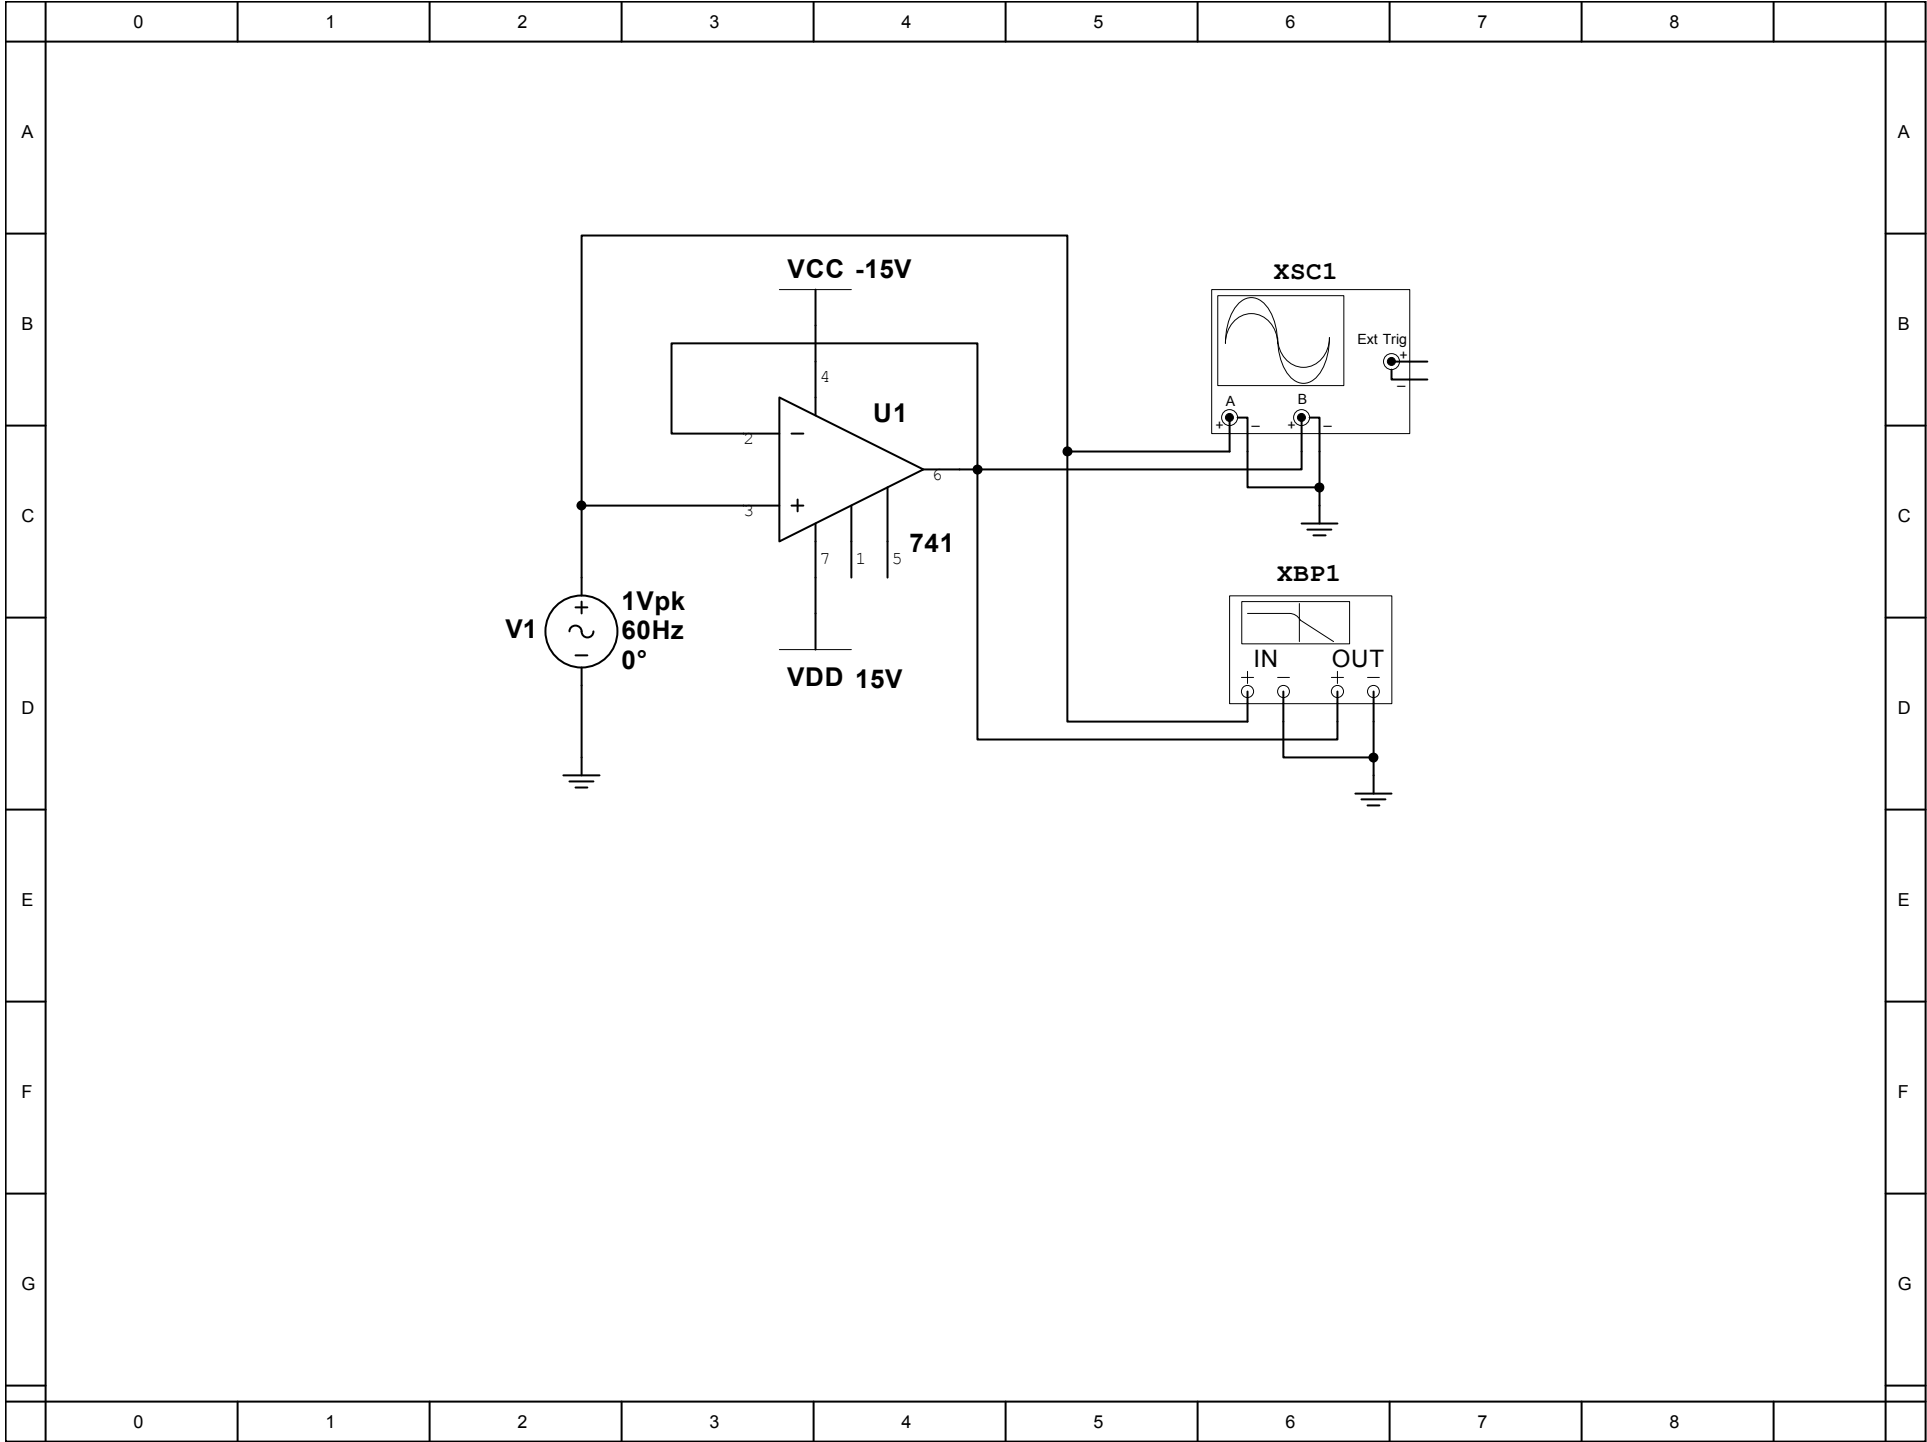 0 1 2 3 4 5 6 7 8
A A
VCC -15V
XSC1
B B
Ext Trig
+
−
4
A B
U1
+ − + −
2 −
6
3 +
C C
741
7 1 5
XBP1
+
1Vpk
V1 60Hz
−
0°
IN OUT
+ − + −
VDD 15V
D D
E E
F F
G G
0 1 2 3 4 5 6 7 8